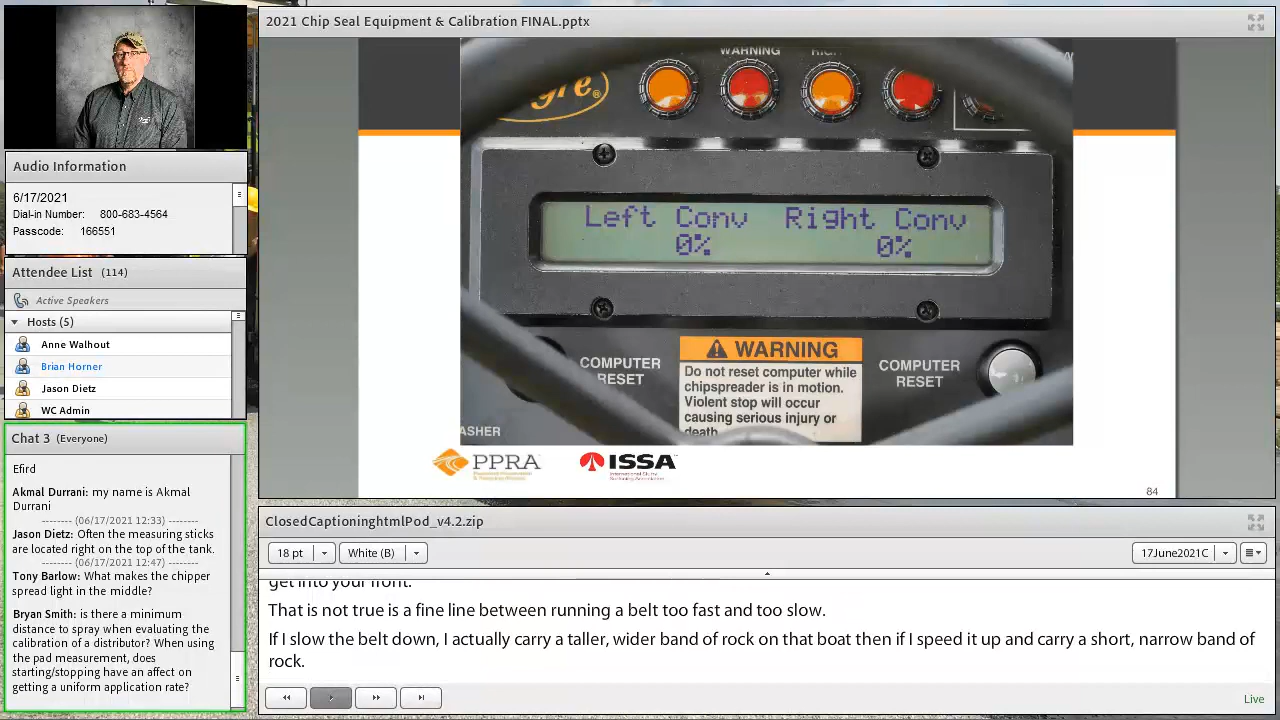 2021 Chip Seal Equipment & Calibration FINAL.pptx
Audio Information
6/17/2021
Dial-in Number: 800-683-4564
Passcode: 166551
Attendee List (114)
Active Speakers
Hosts (5)
Anne Walhout
Brian Horner
Jason Dietz
WC Admin
Chat 3 (Everyone)
Efird
Akmal Durrani: my name is Akmal
Durrani
-------- (06/17/2021 12:33) --------
Jason Dietz: Often the measuring sticks
are located right on the top of the tank.
-------- (06/17/2021 12:47) --------
Tony Barlow: What makes the chipper
spread light in the middle?
Bryan Smith: is there a minimum
distance to spray when evaluating the
calibration of a distributor? When using
the pad measurement, does
starting/stopping have an affect on
getting a uniform application rate?
WARNING
Left Conv Right Conv
0% 0%
COMPUTER
RESET
WARNING
Do not reset computer while
chipspreader is in motion.
Violent stop will occur
causing serious injury or
death
COMPUTER
RESET
ASHER
PPRA
ISSA
84
ClosedCaptioninghtmlPod_v4.2.zip
18 pt
White (B)
17June2021C
get into your front.
That is not true is a fine line between running a belt too fast and too slow.
If I slow the belt down, I actually carry a taller, wider band of rock on that boat then if I speed it up and carry a short, narrow band of
rock.
Live